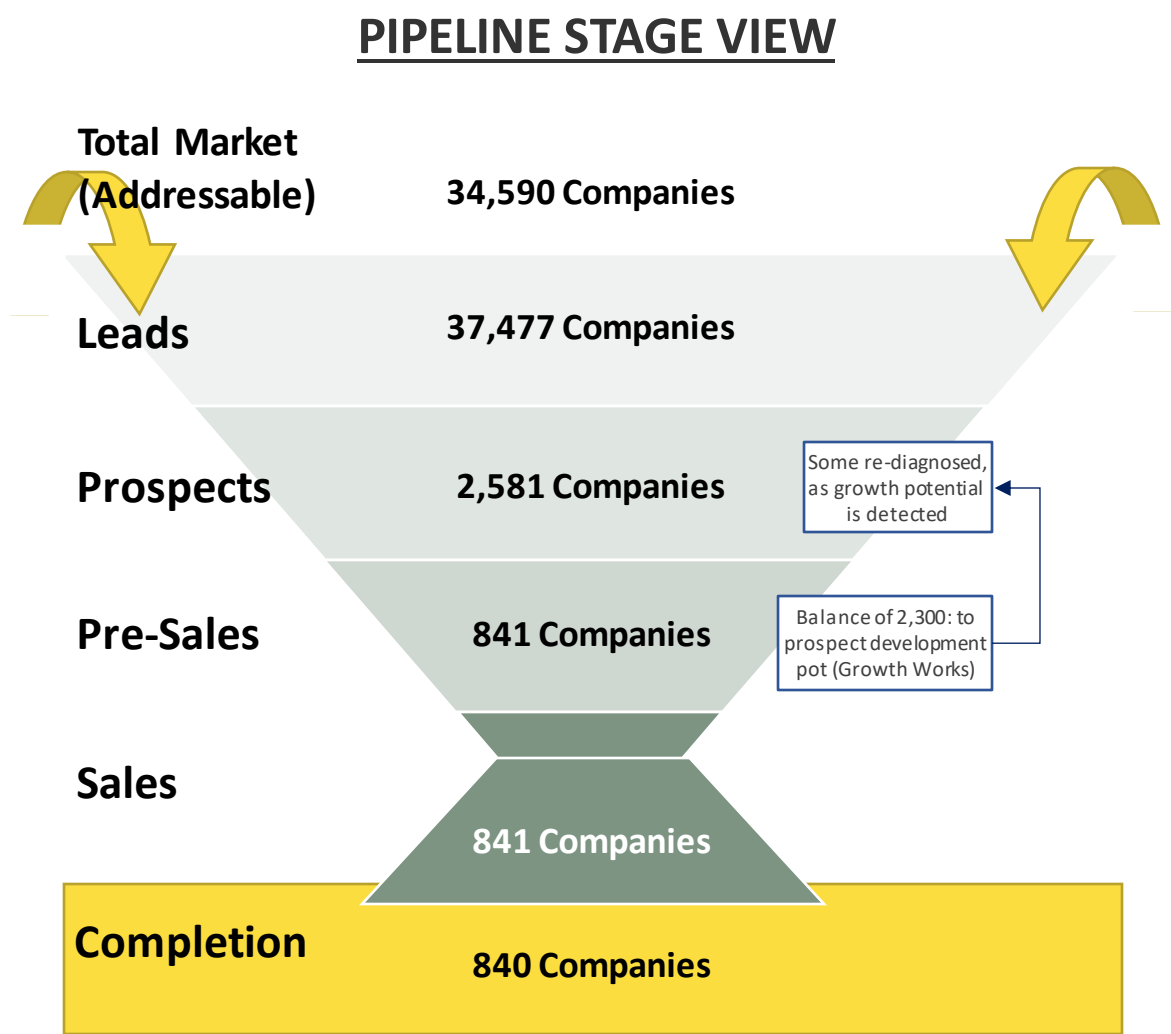 PIPELINE STAGE VIEW
Total Market
(Addressable)
34,590 Companies
Leads
37,477 Companies
Prospects
2,581 Companies
Some re-diagnosed,
as growth potential
is detected
Pre-Sales
841 Companies
Balance of 2,300: to
prospect development
pot (Growth Works)
Sales
841 Companies
Completion
840 Companies